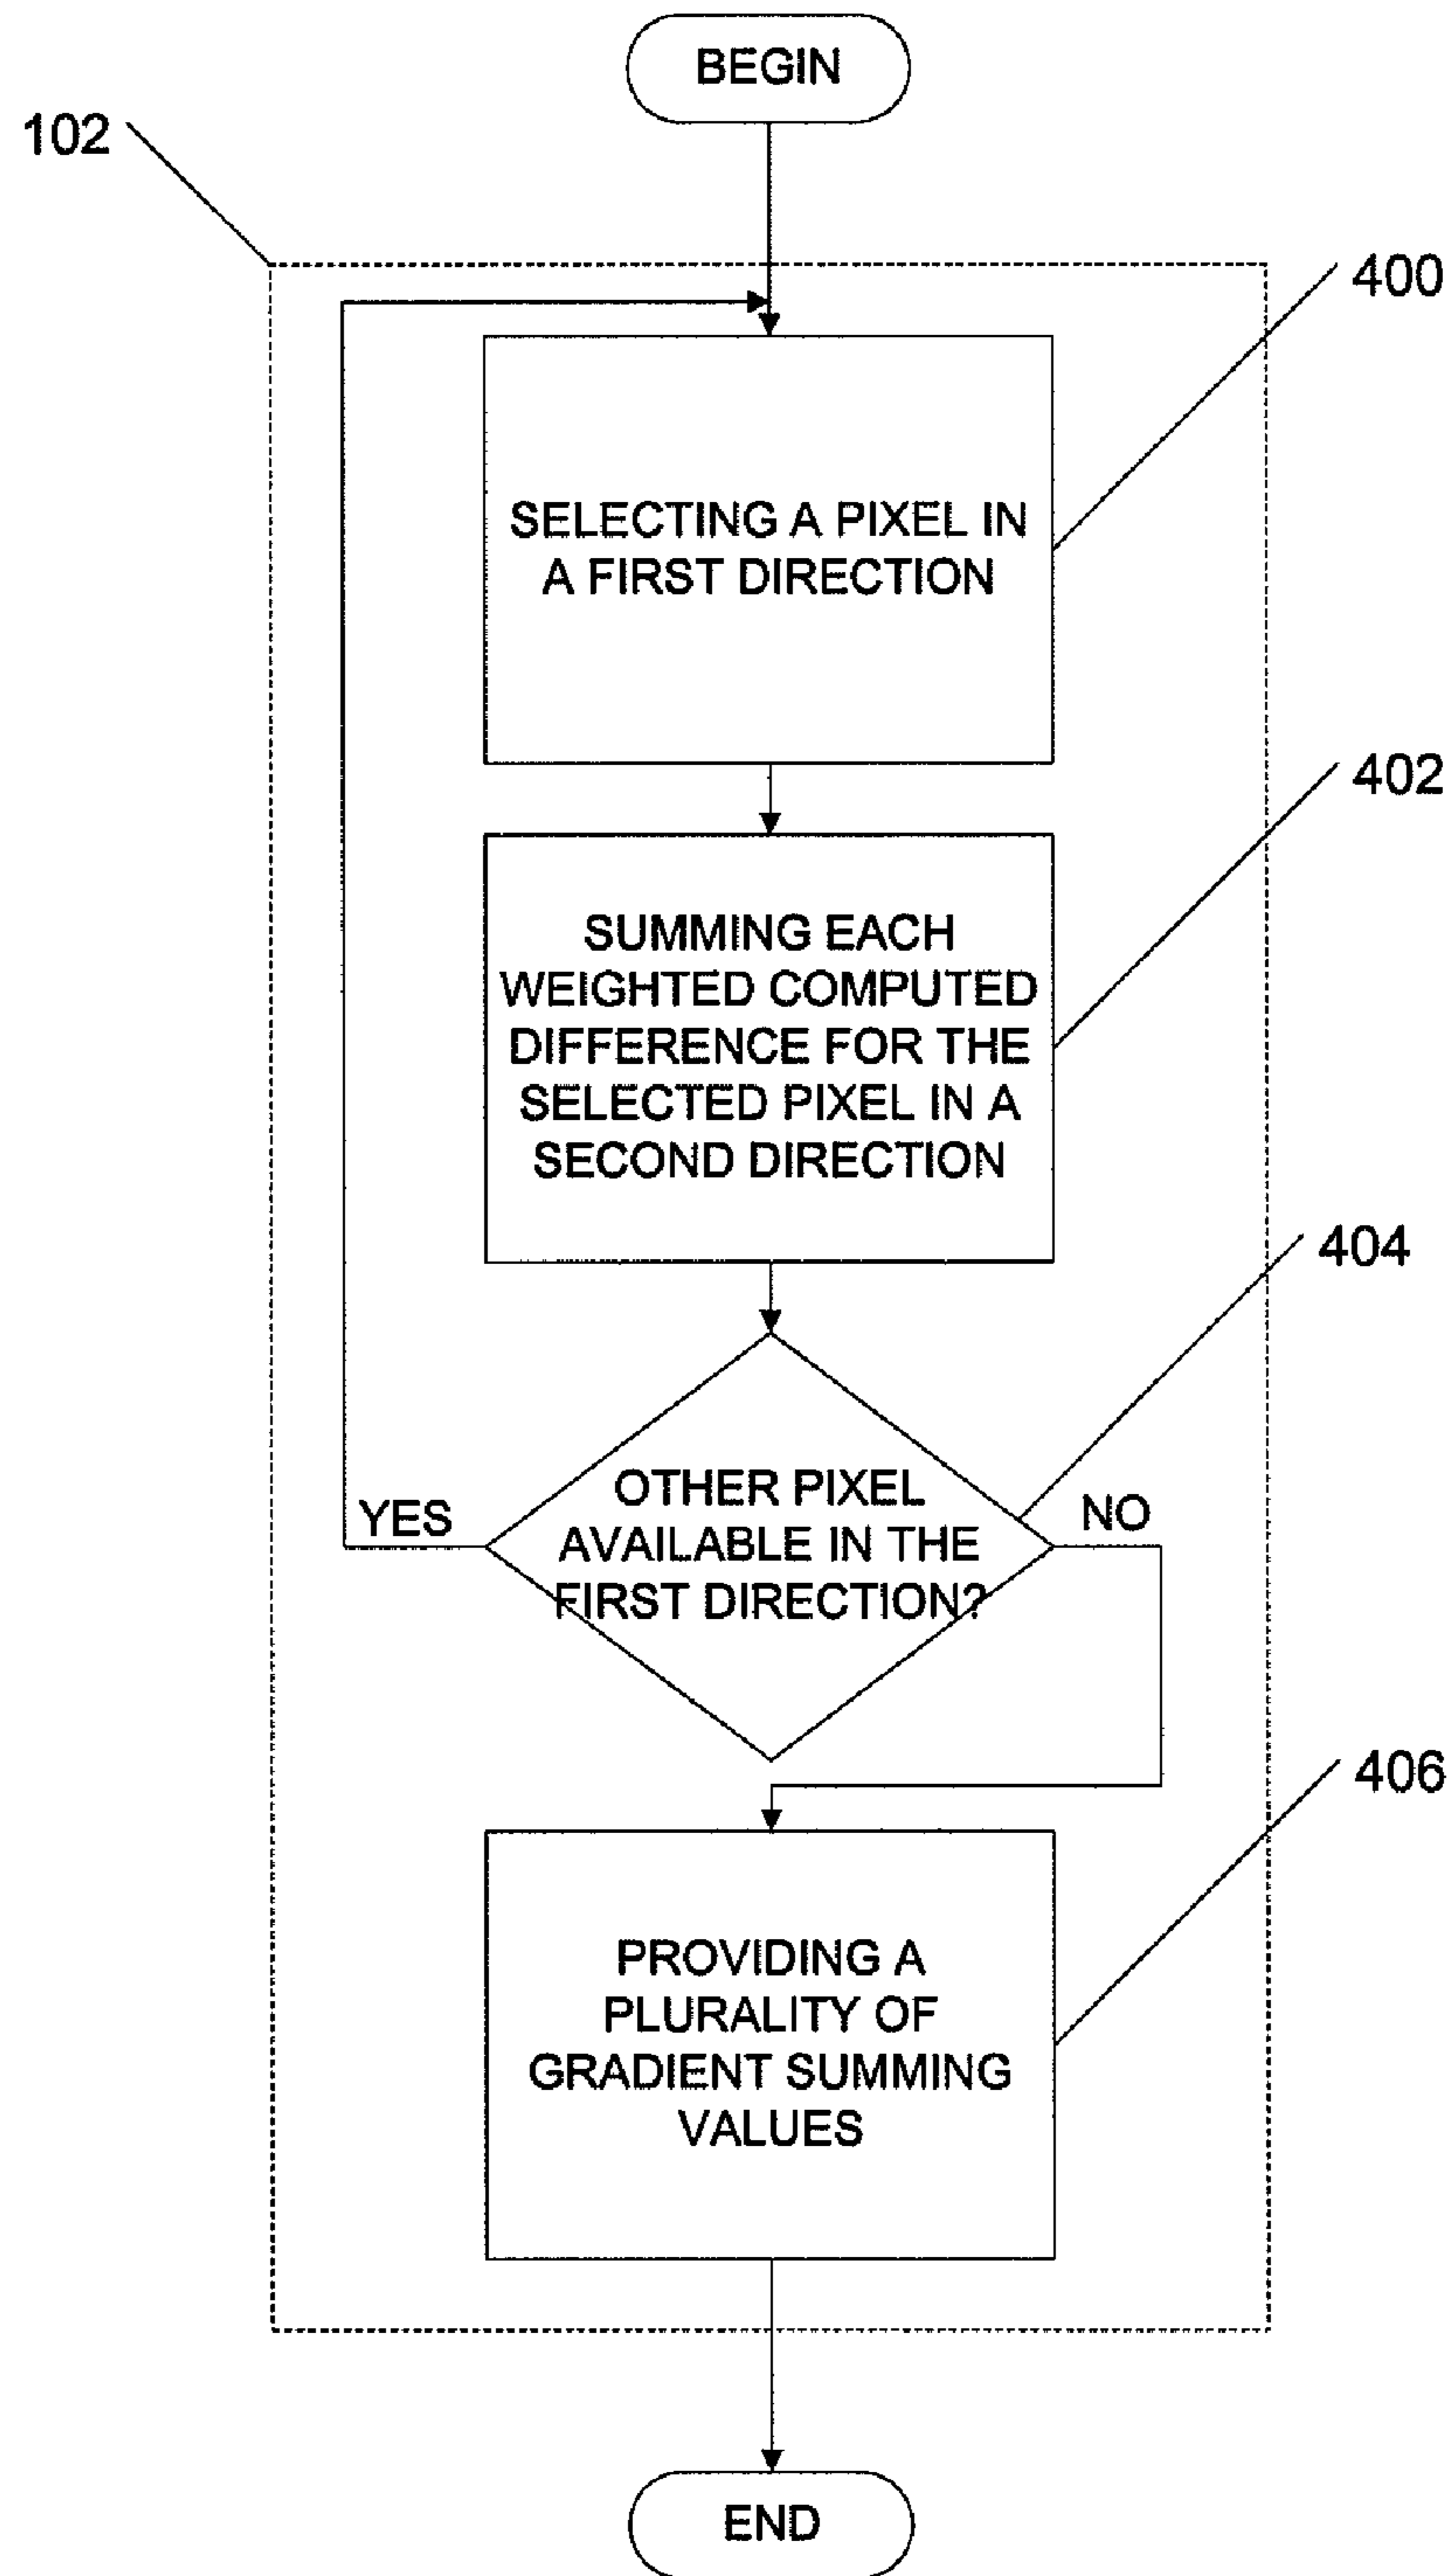 BEGIN
102
400
SELECTING A PIXEL IN
A FIRST DIRECTION
402
SUMMING EACH
WEIGHTED COMPUTED
DIFFERENCE FOR THE
SELECTED PIXEL IN A
SECOND DIRECTION
404
OTHER PIXEL
AVAILABLE IN THE
FIRST DIRECTION?
YES
NO
406
PROVIDING A
PLURALITY OF
GRADIENT SUMMING
VALUES
END